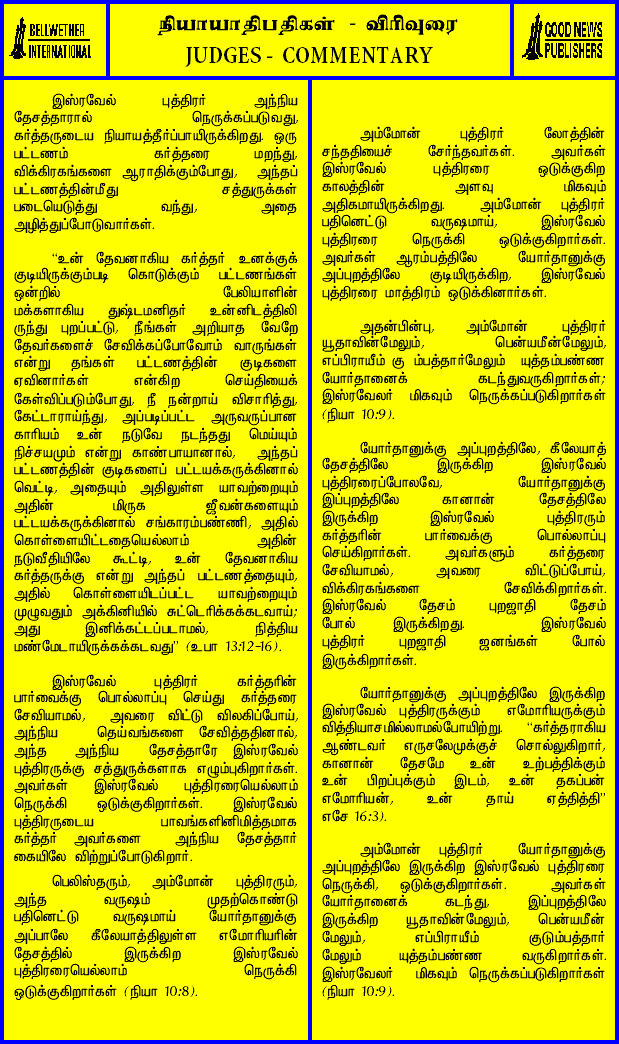 BELLWETHER
INTERNATIONAL
நியாயாதிபதிகள் - விரிவுரை
JUDGES - COMMENTARY
GOOD NEWS
PUBLISHERS
இஸ்ரவேல் புத்திரர் அந்நிய
தேசத்தாரால் நெருக்கப்படுவது,
கர்த்தருடைய நியாயத்தீர்ப்பாயிருக்கிறது. ஒரு
பட்டணம் கர்த்தரை மறந்து,
விக்கிரகங்களை ஆராதிக்கும்போது, அந்தப்
பட்டணத்தின்மீது சத்துருக்கள்
படையெடுத்து வந்து, அதை
அழித்துப்போடுவார்கள்.
“உன் தேவனாகிய கர்த்தர் உனக்குக்
குடியிருக்கும்படி கொடுக்கும் பட்டணங்கள்
ஒன்றில் பேலியாளின்
மக்களாகிய துஷ்டமனிதர் உன்னிடத்திலி
ருந்து புறப்பட்டு, நீங்கள் அறியாத வேறே
தேவர்களைச் சேவிக்கப்போவோம் வாருங்கள்
என்று தங்கள் பட்டணத்தின் குடிகளை
ஏவினார்கள் என்கிற செய்தியைக்
கேள்விப்படும்போது, நீ நன்றாய் விசாரித்து,
கேட்டாராய்ந்து, அப்படிப்பட்ட அருவருப்பான
காரியம் உன் நடுவே நடந்தது மெய்யும்
நிச்சயமும் என்று காண்பாயானால், அந்தப்
பட்டணத்தின் குடிகளைப் பட்டயக்கருக்கினால்
வெட்டி, அதையும் அதிலுள்ள யாவற்றையும்
அதின் மிருக ஜீவன்களையும்
பட்டயக்கருக்கினால் சங்காரம்பண்ணி, அதில்
கொள்ளையிட்டதையெல்லாம் அதின்
நடுவீதியிலே கூட்டி, உன் தேவனாகிய
கர்த்தருக்கு என்று அந்தப் பட்டணத்தையும்,
அதில் கொள்ளையிடப்பட்ட யாவற்றையும்
முழுவதும் அக்கினியில் சுட்டெரிக்கக்கடவாய்;
அது இனிக்கட்டப்படாமல், நித்திய
மண்மேடாயிருக்கக்கடவது” (உபா 13:12-16).
இஸ்ரவேல் புத்திரர் கர்த்தரின்
பார்வைக்கு பொல்லாப்பு செய்து கர்த்தரை
சேவியாமல், அவரை விட்டு விலகிப்போய்,
அந்நிய தெய்வங்களை சேவித்ததினால்,
அந்த அந்நிய தேசத்தாரே இஸ்ரவேல்
புத்திரருக்கு சத்துருக்களாக எழும்புகிறார்கள்.
அவர்கள் இஸ்ரவேல் புத்திரரையெல்லாம்
நெருக்கி ஒடுக்குகிறார்கள். இஸ்ரவேல்
புத்திரருடைய பாவங்களினிமித்தமாக
கர்த்தர் அவர்களை அந்நிய தேசத்தார்
கையிலே விற்றுப்போடுகிறார்.
பெலிஸ்தரும், அம்மோன் புத்திரரும்,
அந்த வருஷம் முதற்கொண்டு
பதினெட்டு வருஷமாய் யோர்தானுக்கு
அப்பாலே கீலேயாத்திலுள்ள எமோரியரின்
தேசத்தில் இருக்கிற இஸ்ரவேல்
புத்திரரையெல்லாம் நெருக்கி
ஒடுக்குகிறார்கள் (நியா 10:8).
அம்மோன் புத்திரர் லோத்தின்
சந்ததியைச் சேர்ந்தவர்கள். அவர்கள்
இஸ்ரவேல் புத்திரரை ஒடுக்குகிற
காலத்தின் அளவு மிகவும்
அதிகமாயிருக்கிறது. அம்மோன் புத்திரர்
பதினெட்டு வருஷமாய், இஸ்ரவேல்
புத்திரரை நெருக்கி ஒடுக்குகிறார்கள்.
அவர்கள் ஆரம்பத்திலே யோர்தானுக்கு
அப்புறத்திலே குடியிருக்கிற, இஸ்ரவேல்
புத்திரரை மாத்திரம் ஒடுக்கினார்கள்.
அதன்பின்பு, அம்மோன் புத்திரர்
யூதாவின்மேலும், பென்யமீன்மேலும்,
எப்பிராயீம் கு ம்பத்தார்மேலும் யுத்தம்பண்ண
யோர்தானைக் கடந்துவருகிறார்கள்;
இஸ்ரவேலர் மிகவும் நெருக்கப்படுகிறார்கள்
(நியா 10:9).
யோர்தானுக்கு அப்புறத்திலே, கீலேயாத்
தேசத்திலே இருக்கிற இஸ்ரவேல்
புத்திரரைப்போலவே, யோர்தானுக்கு
இப்புறத்திலே கானான் தேசத்திலே
இருக்கிற இஸ்ரவேல் புத்திரரும்
கர்த்தரின் பார்வைக்கு பொல்லாப்பு
செய்கிறார்கள். அவர்களும் கர்த்தரை
சேவியாமல், அவரை விட்டுப்போய்,
விக்கிரகங்களை சேவிக்கிறார்கள்.
இஸ்ரவேல் தேசம் புறஜாதி தேசம்
போல் இருக்கிறது. இஸ்ரவேல்
புத்திரர் புறஜாதி ஜனங்கள் போல்
இருக்கிறார்கள்.
யோர்தானுக்கு அப்புறத்திலே இருக்கிற
இஸ்ரவேல் புத்திரருக்கும் எமோரியருக்கும்
வித்தியாசமில்லாமல்போயிற்று. “கர்த்தராகிய
ஆண்டவர் எருசலேமுக்குச் சொல்லுகிறார்,
கானான் தேசமே உன் உற்பத்திக்கும்
உன் பிறப்புக்கும் இடம், உன் தகப்பன்
எமோரியன், உன் தாய் ஏத்தித்தி”
எசே 16:3).
அம்மோன் புத்திரர் யோர்தானுக்கு
அப்புறத்திலே இருக்கிற இஸ்ரவேல் புத்திரரை
நெருக்கி, ஒடுக்குகிறார்கள். அவர்கள்
யோர்தானைக் கடந்து, இப்புறத்திலே
இருக்கிற யூதாவின்மேலும், பென்யமீன்
மேலும், எப்பிராயீம் குடும்பத்தார்
மேலும் யுத்தம்பண்ண வருகிறார்கள்.
இஸ்ரவேலர் மிகவும் நெருக்கப்படுகிறார்கள்
(நியா 10:9).